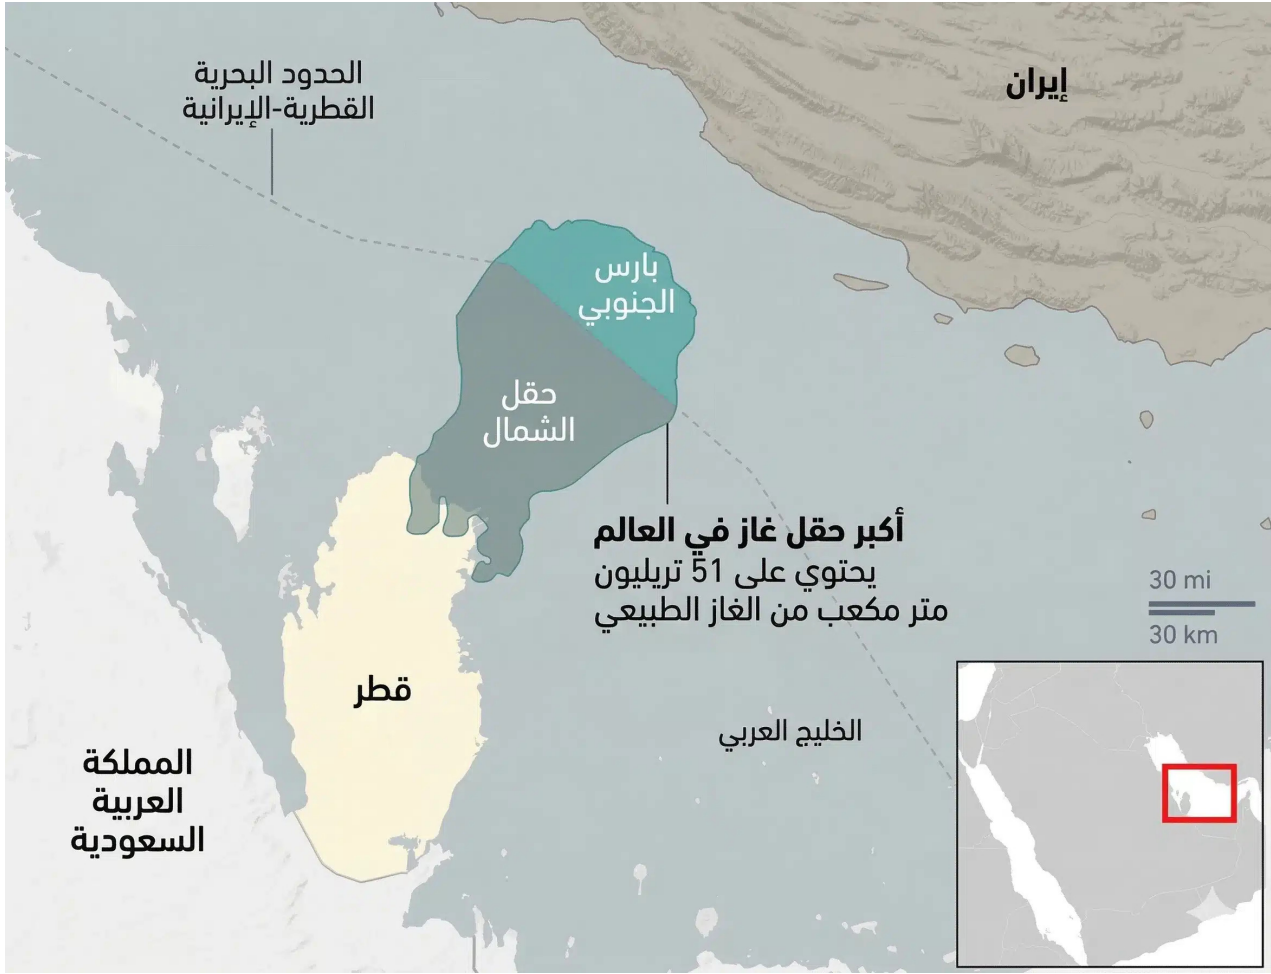 الحدود البحرية
القطرية-الإيرانية
إيران
بارس
الجنوبي
حقل
الشمال
أكبر حقل غاز في العالم
يحتوي على 51 تريليون
متر مكعب من الغاز الطبيعي
30 mi
30 km
قطر
الخليج العربي
المملكة
العربية
السعودية